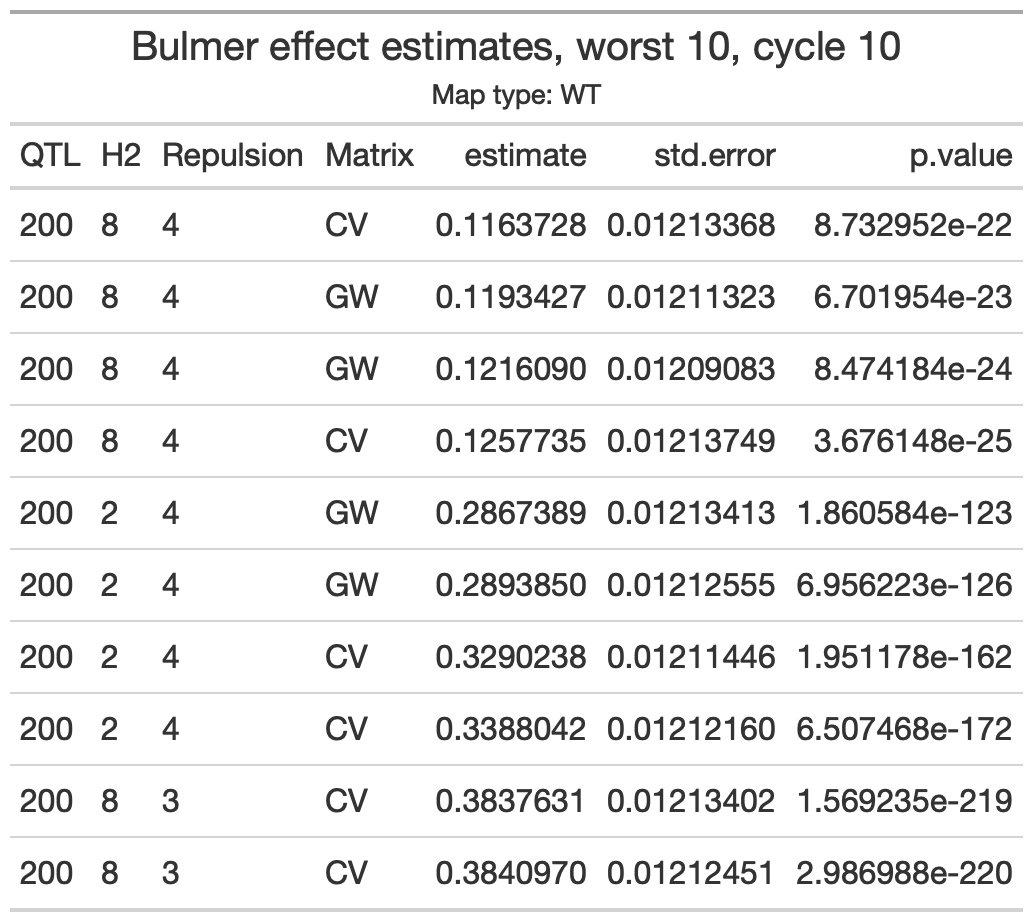 Bulmer effect estimates, worst 10, cycle 10
Map type: WT
QTL H2 Repulsion Matrix estimate std.error p.value
200 8 4 CV 0.1163728 0.01213368 8.732952e-22
200 8 4 GW 0.1193427 0.01211323 6.701954e-23
200 8 4 GW 0.1216090 0.01209083 8.474184e-24
200 8 4 CV 0.1257735 0.01213749 3.676148e-25
200 2 4 GW 0.2867389 0.01213413 1.860584e-123
200 2 4 GW 0.2893850 0.01212555 6.956223e-126
200 2 4 CV 0.3290238 0.01211446 1.951178e-162
200 2 4 CV 0.3388042 0.01212160 6.507468e-172
200 8 3 CV 0.3837631 0.01213402 1.569235e-219
200 8 3 CV 0.3840970 0.01212451 2.986988e-220